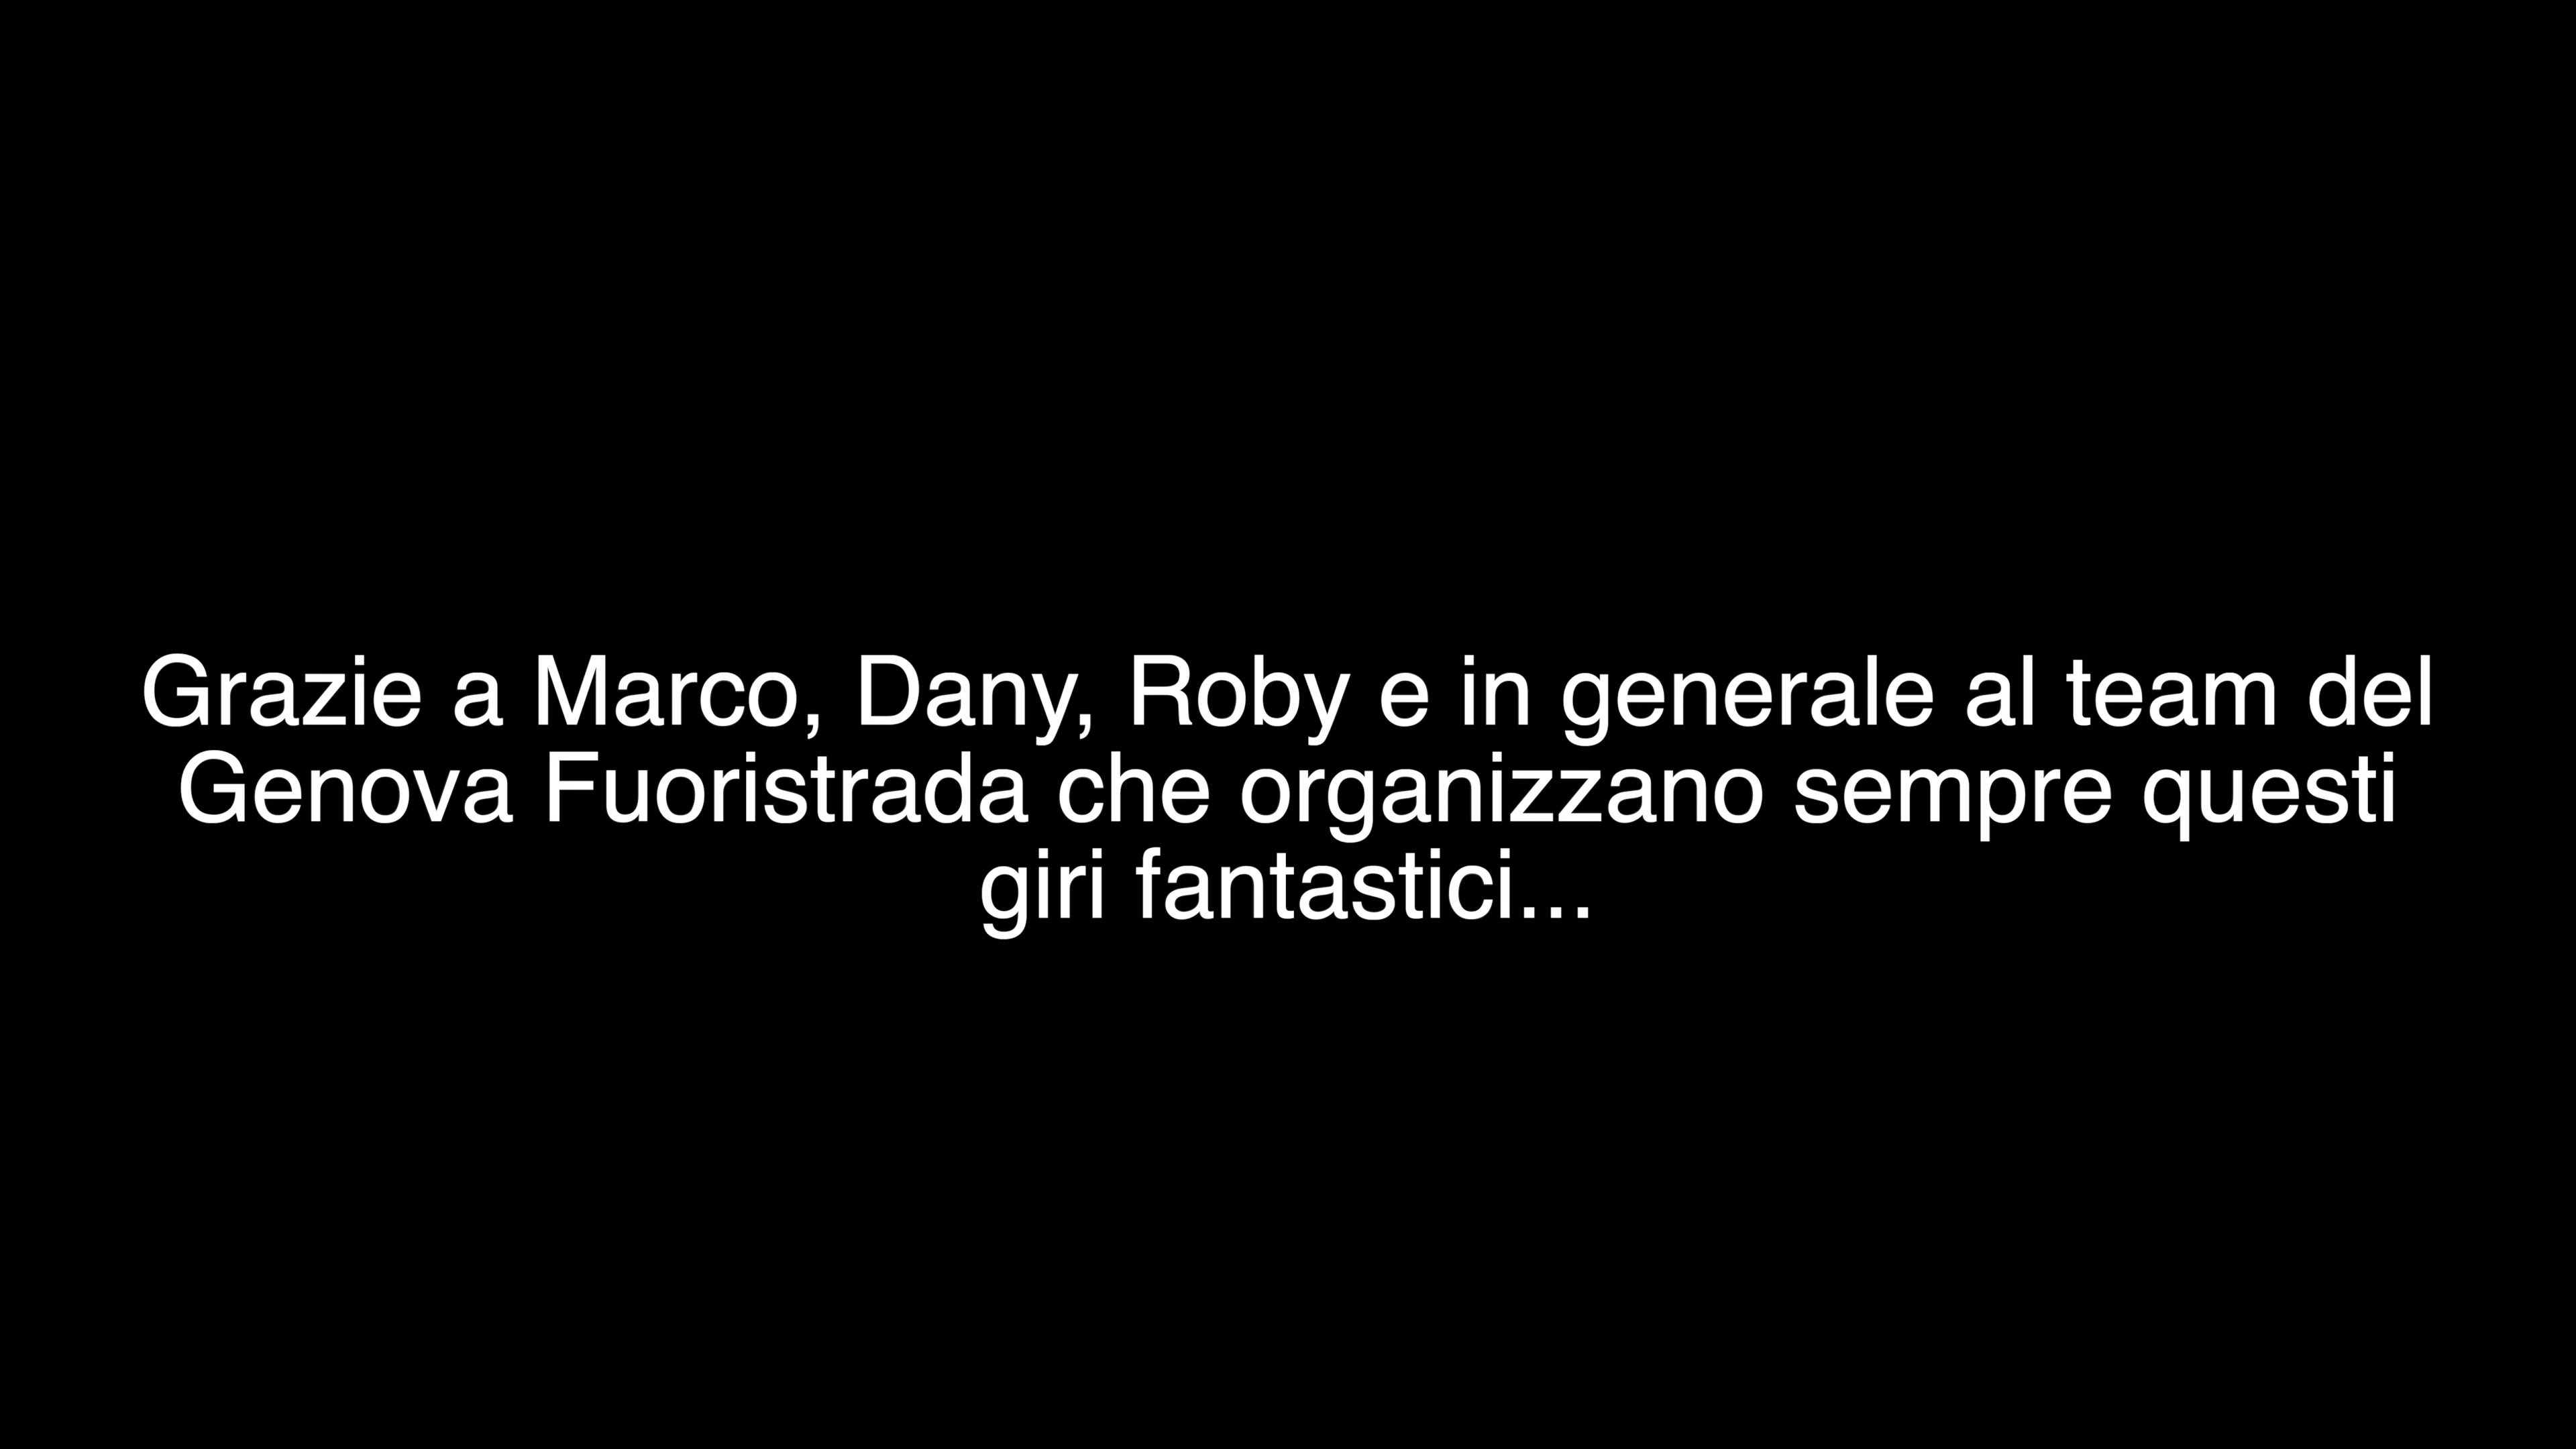 Grazie a Marco, Dany, Roby e in generale al team del
Genova Fuoristrada che organizzano sempre questi
giri fantastici...